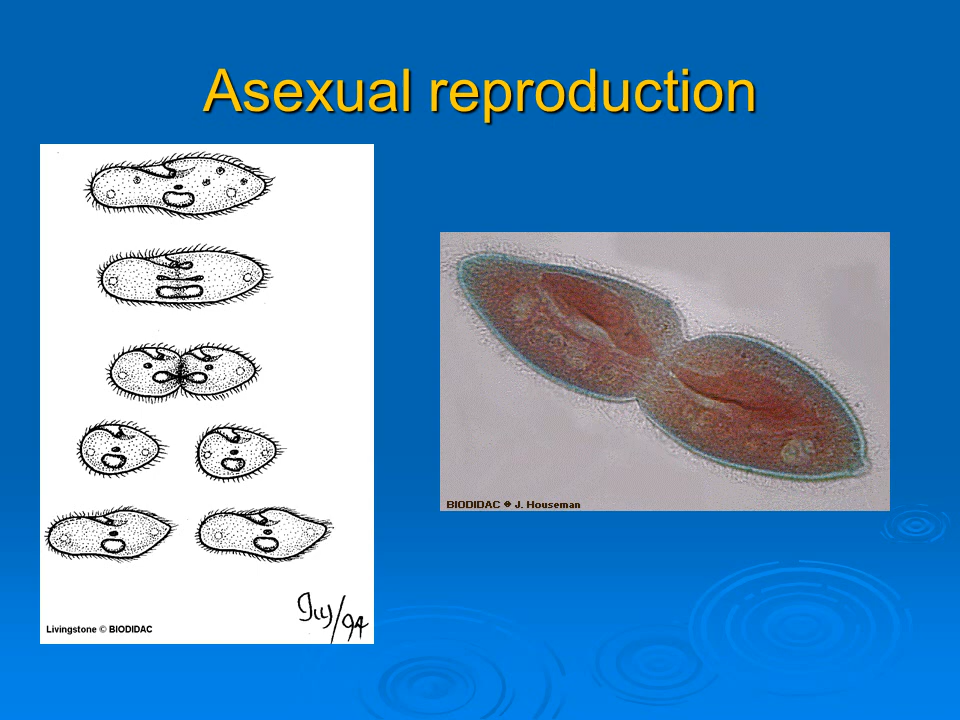 Asexual reproduction
BIODIDAC © J. Houseman
Livingstone © BIODIDAC